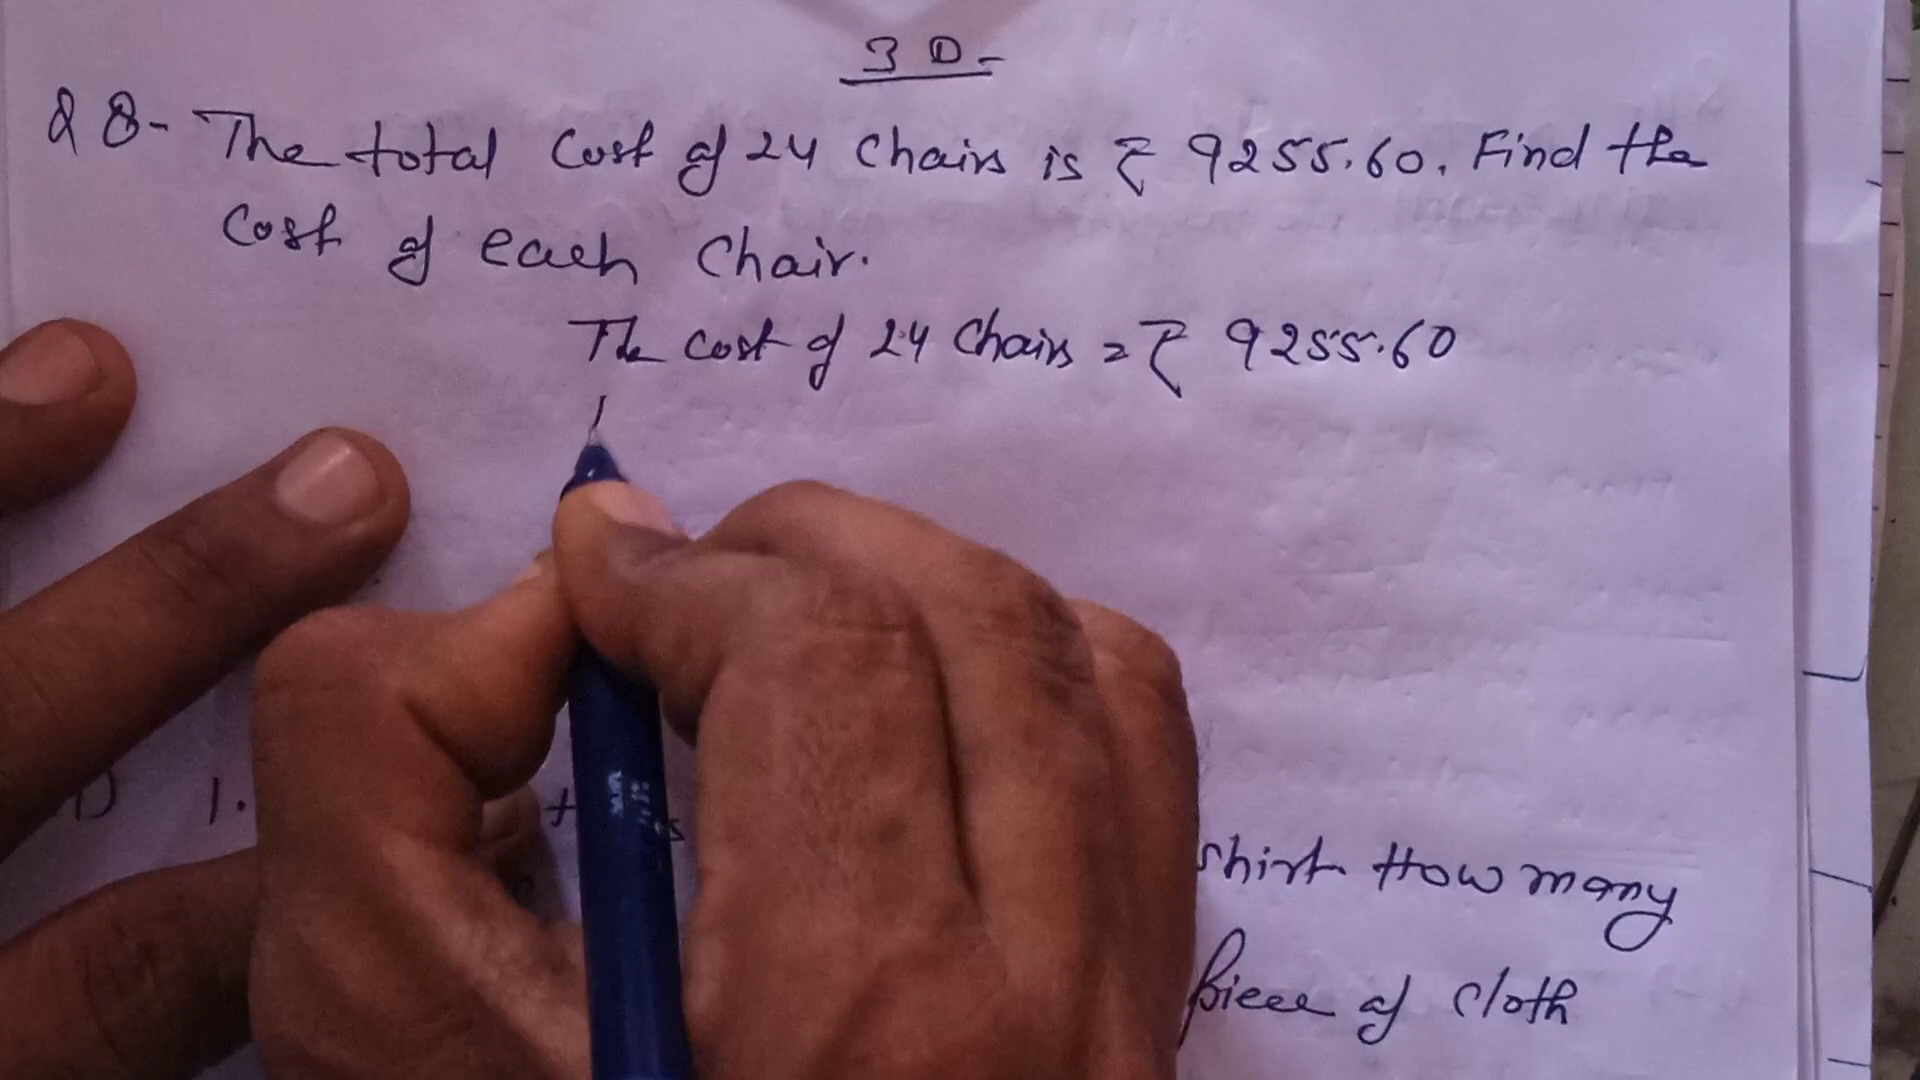 3D-
Q8- The total cost of 24 chairs is ₹ 9255.60. Find the
cost of each chair.
The cost of 24 chairs = ₹ 9255.60
1.
shirt. How many
piece of cloth